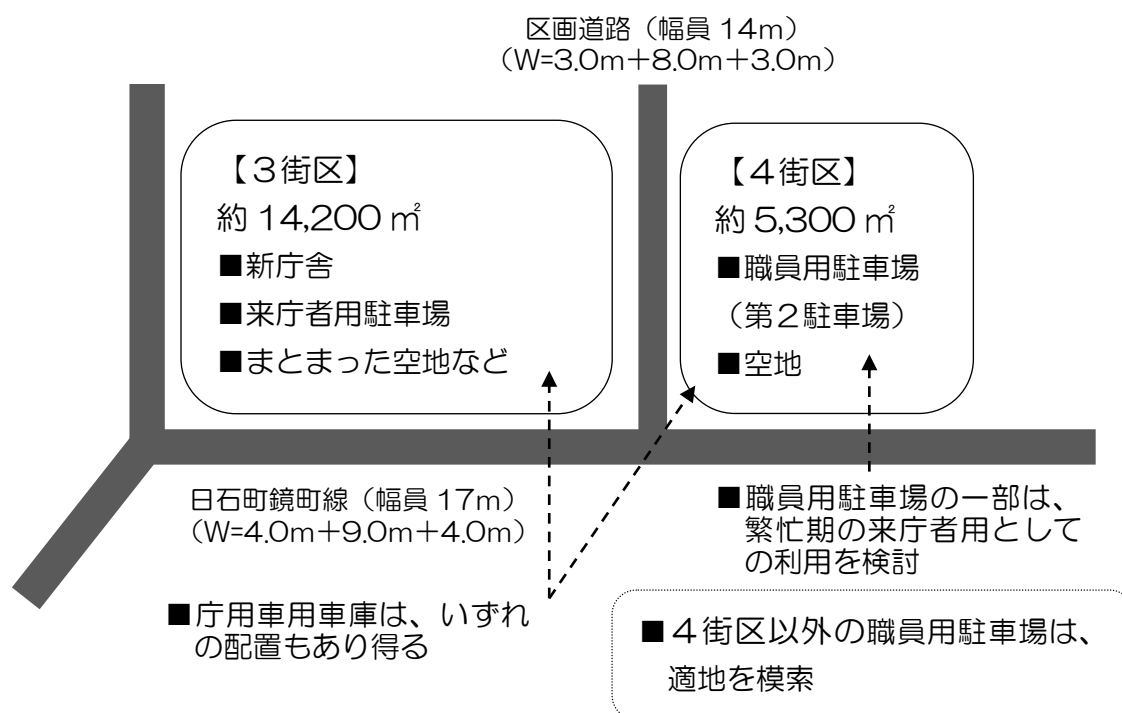 区画道路（幅員 14m）
（W=3.0m＋8.0m＋3.0m）
【３街区】
約 14,200 ㎡
■新庁舎
■来庁者用駐車場
■まとまった空地など
【４街区】
約 5,300 ㎡
■職員用駐車場
（第２駐車場）
■空地
日石町鏡町線（幅員 17m）
（W=4.0m＋9.0m＋4.0m）
■職員用駐車場の一部は、
繁忙期の来庁者用として
の利用を検討
■庁用車用車庫は、いずれ
の配置もあり得る
■４街区以外の職員用駐車場は、
適地を模索